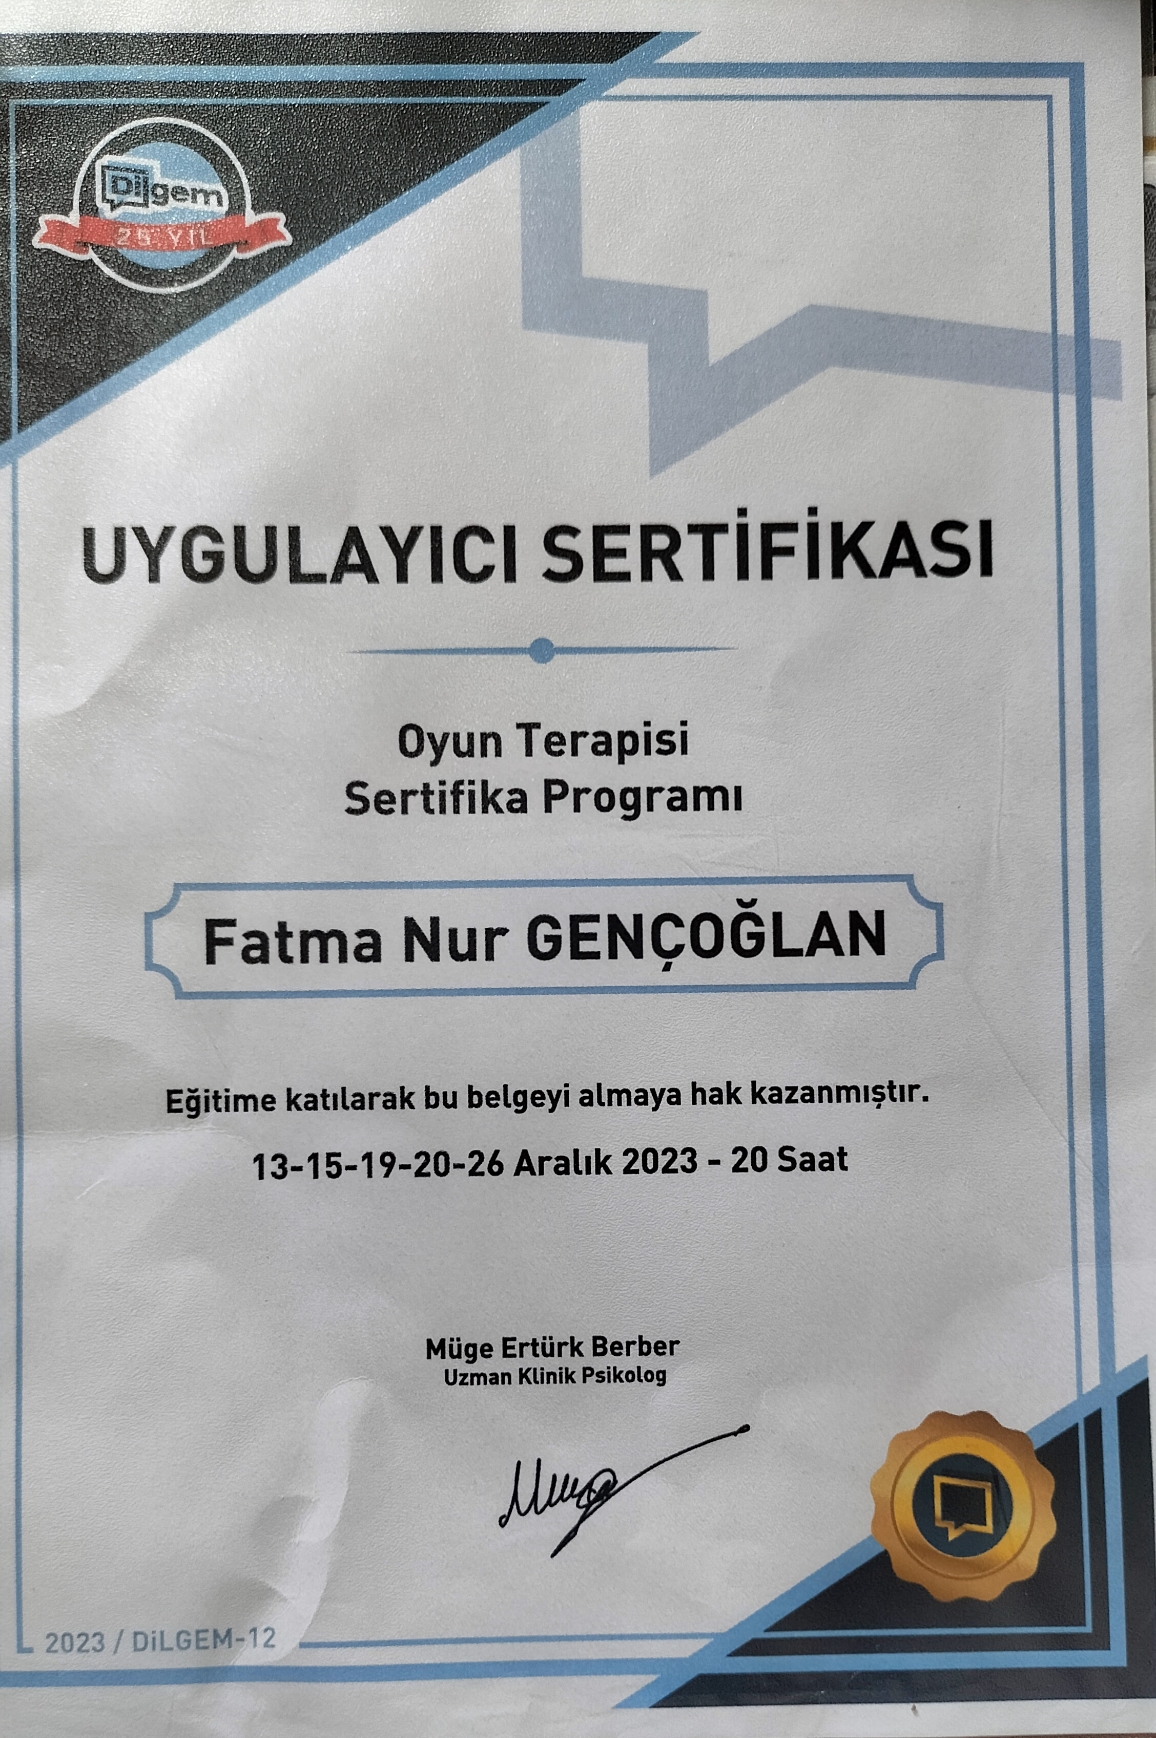 Dilgem
25. YIL
UYGULAYICI SERTİFİKASI
Oyun Terapisi
Sertifika Programı
Fatma Nur GENÇOĞLAN
Eğitime katılarak bu belgeyi almaya hak kazanmıştır.
13-15-19-20-26 Aralık 2023 - 20 Saat
Müge Ertürk Berber
Uzman Klinik Psikolog
2023 / DiLGEM-12